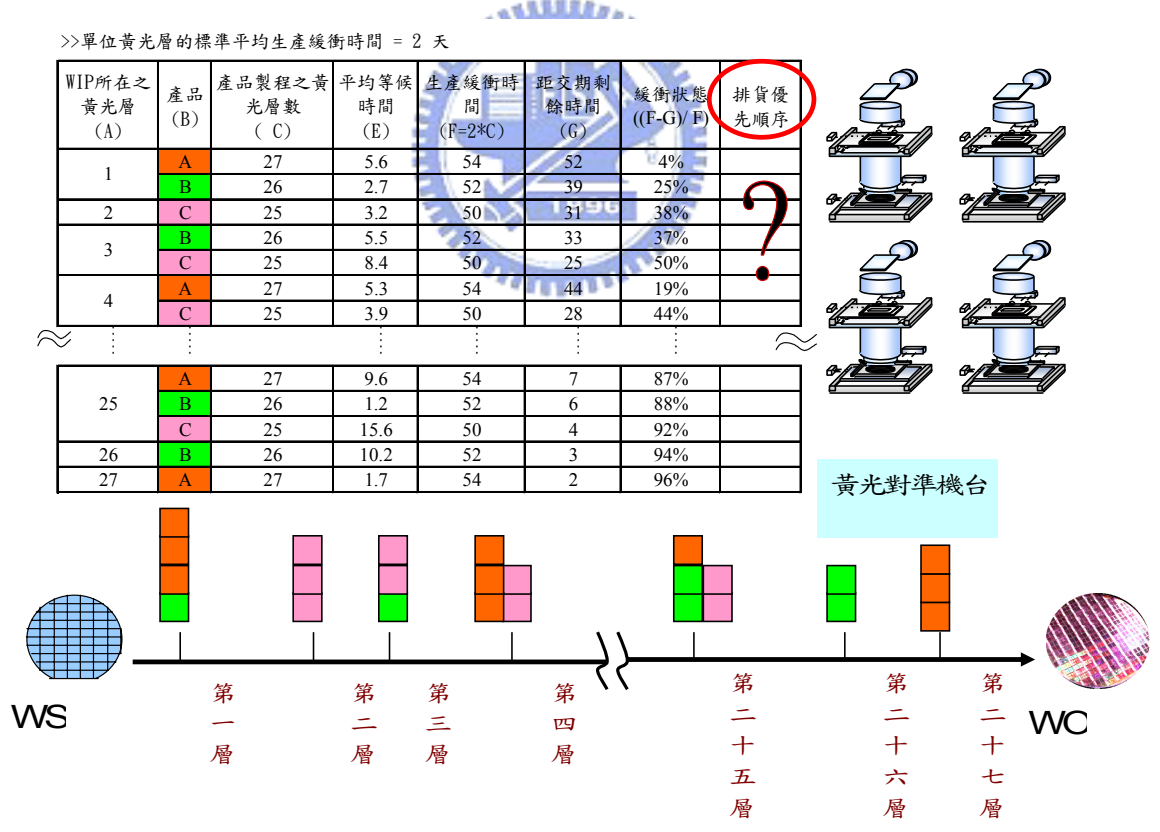 >>單位黃光層的標準平均生產緩衝時間 = 2 天
WIP所在之黃光層(A) 產品(B) 產品製程之黃光層數( C) 平均等候時間(E) 生產緩衝時間(F=2*C) 距交期剩餘時間(G) 緩衝狀態((F-G)/ F) 排貨優先順序
1 A 27 5.6 54 52 4%
B 26 2.7 52 39 25%
2 C 25 3.2 50 31 38%
3 B 26 5.5 52 33 37%
C 25 8.4 50 25 50%
4 A 27 5.3 54 44 19%
C 25 3.9 50 28 44%
?
25 A 27 9.6 54 7 87%
B 26 1.2 52 6 88%
C 25 15.6 50 4 92%
26 B 26 10.2 52 3 94%
27 A 27 1.7 54 2 96%
1896
黃光對準機台
WS
第一層
第二層
第三層
第四層
第二十五層
第二十六層
第二十七層
WO